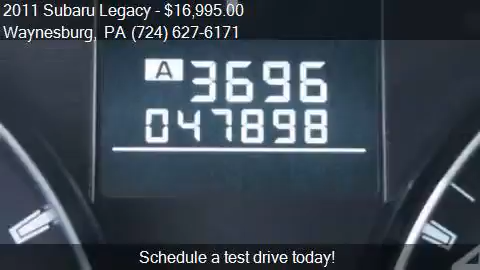 2011 Subaru Legacy - $16,995.00
Waynesburg, PA (724) 627-6171
A 3696
047898
Schedule a test drive today!